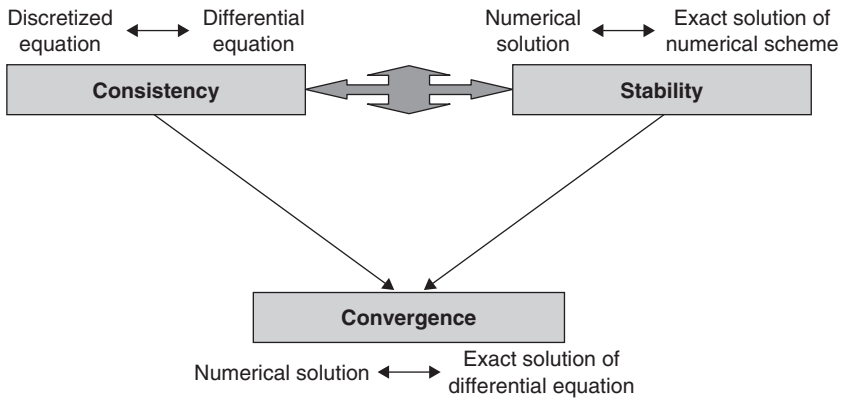 Discretized equation
Differential equation
Numerical solution
Exact solution of numerical scheme
Consistency
Stability
Convergence
Numerical solution
Exact solution of differential equation